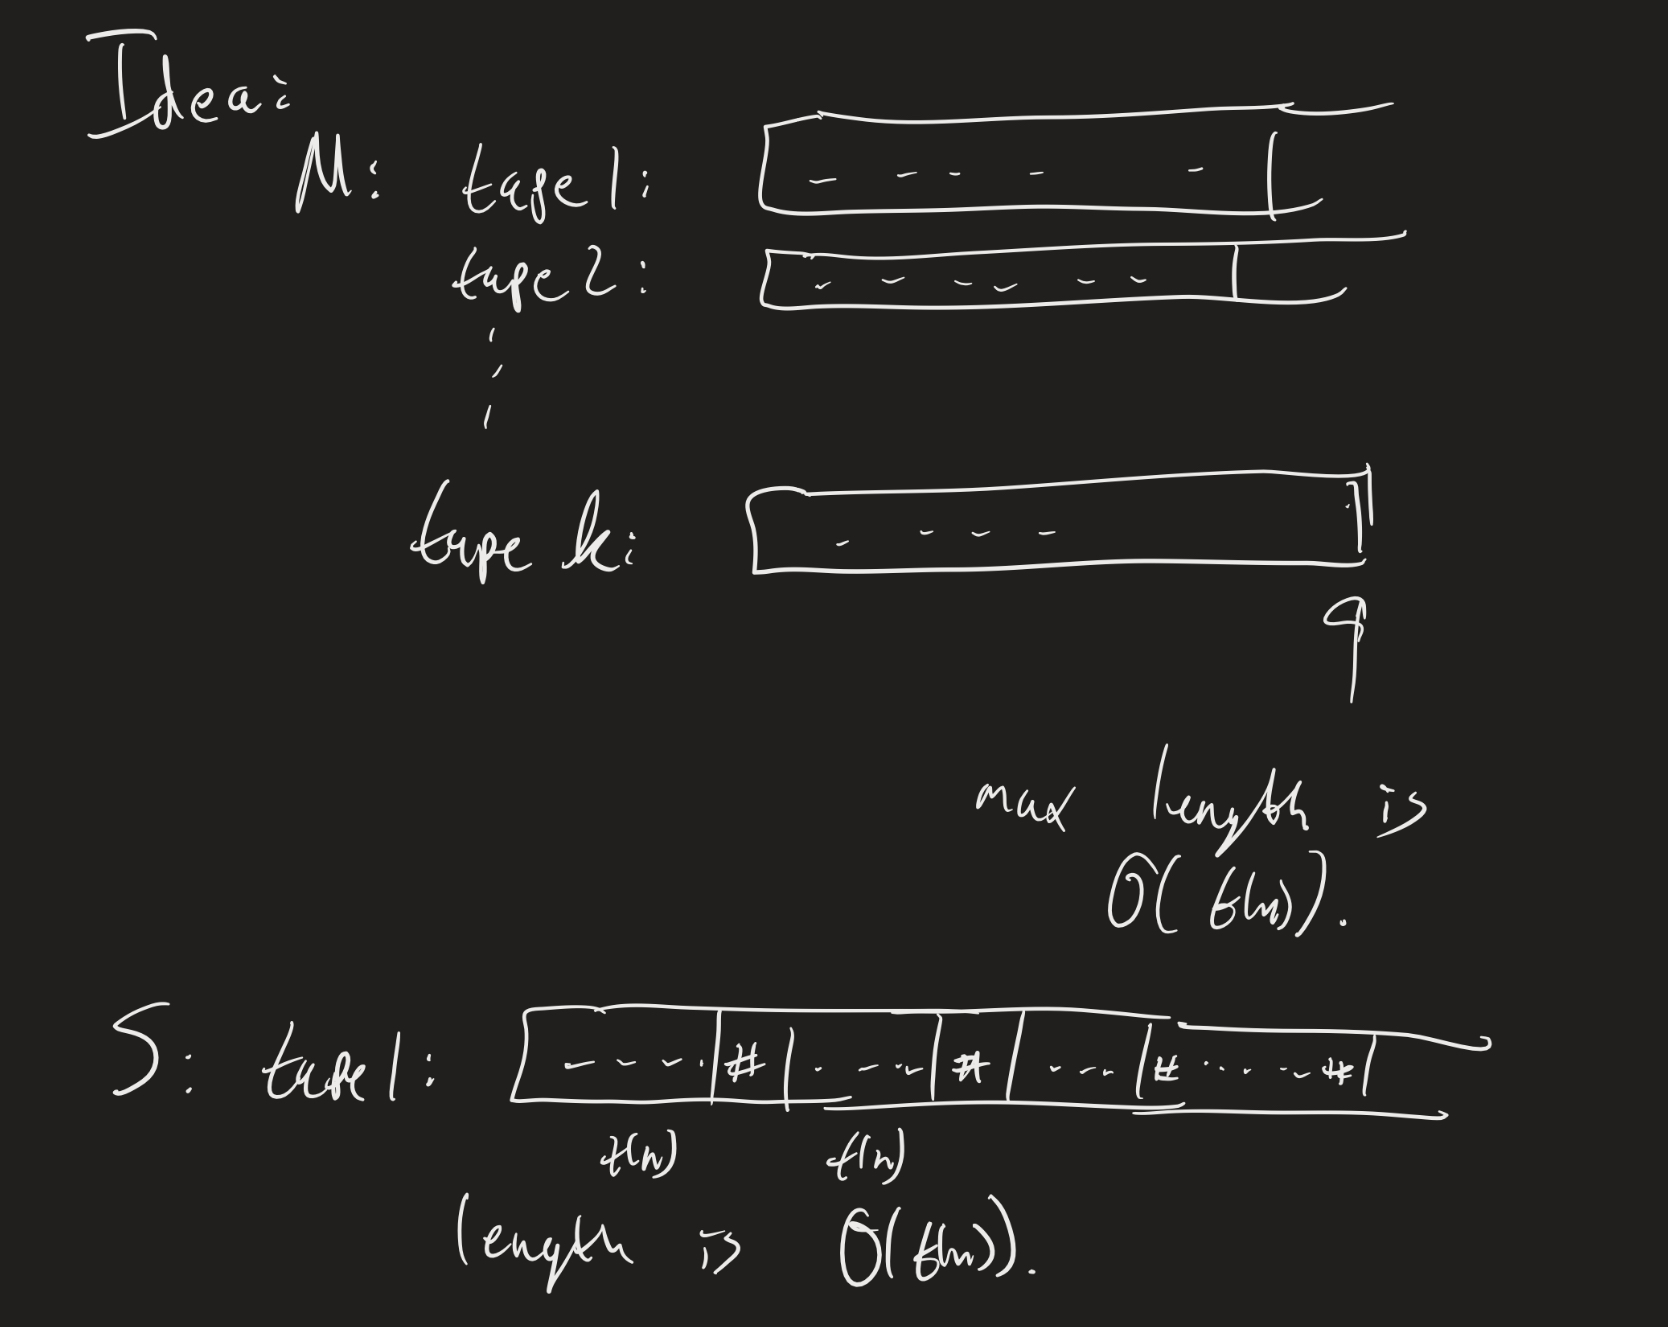 Idea:
M: tape 1:
tape 2:
tape k:
max length is
O(t(n)).
S: tape 1: # # # #
t(n) t(n)
length is O(t(n)).